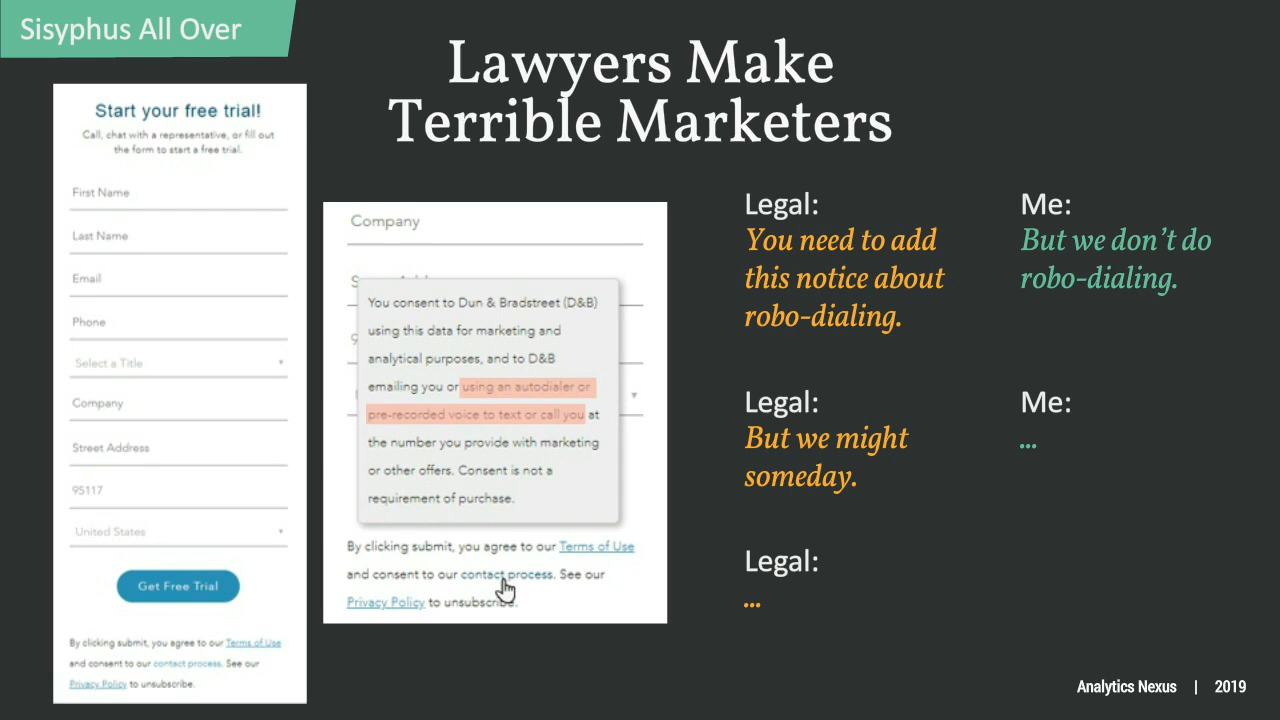 Sisyphus All Over
Lawyers Make
Terrible Marketers
Start your free trial!
Call, chat with a representative, or fill out
the form to start a free trial.
First Name
Last Name
Email
Phone
Select a Title
Company
Street Address
95117
United States
Get Free Trial
By clicking submit, you agree to our Terms of Use
and consent to our contact process. See our
Privacy Policy to unsubscribe.
Company
You consent to Dun & Bradstreet (D&B)
using this data for marketing and
analytical purposes, and to D&B
emailing you or using an autodialer or
pre-recorded voice to text or call you at
the number you provide with marketing
or other offers. Consent is not a
requirement of purchase.
By clicking submit, you agree to our Terms of Use
and consent to our contact process. See our
Privacy Policy to unsubscribe.
Legal:
You need to add
this notice about
robo-dialing.
Me:
But we don't do
robo-dialing.
Legal:
But we might
someday.
Me:
...
Legal:
...
Analytics Nexus | 2019